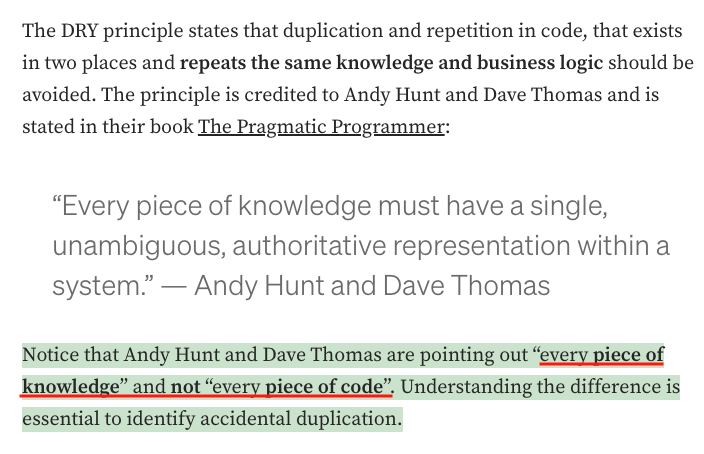 The DRY principle states that duplication and repetition in code, that exists
in two places and repeats the same knowledge and business logic should be
avoided. The principle is credited to Andy Hunt and Dave Thomas and is
stated in their book The Pragmatic Programmer:
“Every piece of knowledge must have a single,
unambiguous, authoritative representation within a
system.” — Andy Hunt and Dave Thomas
Notice that Andy Hunt and Dave Thomas are pointing out “every piece of
knowledge” and not “every piece of code”. Understanding the difference is
essential to identify accidental duplication.